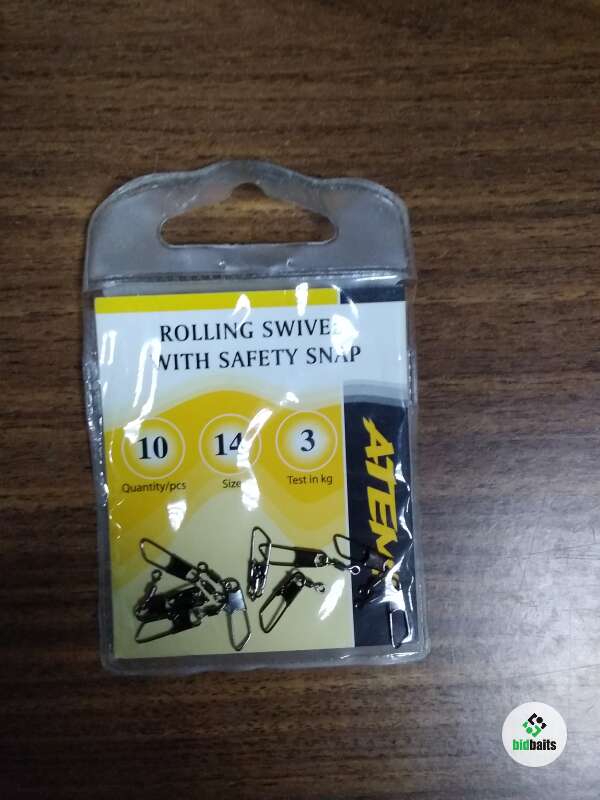 ROLLING SWIVEL
WITH SAFETY SNAP
10
Quantity/pcs
14
Size
3
Test in kg
bidbaits